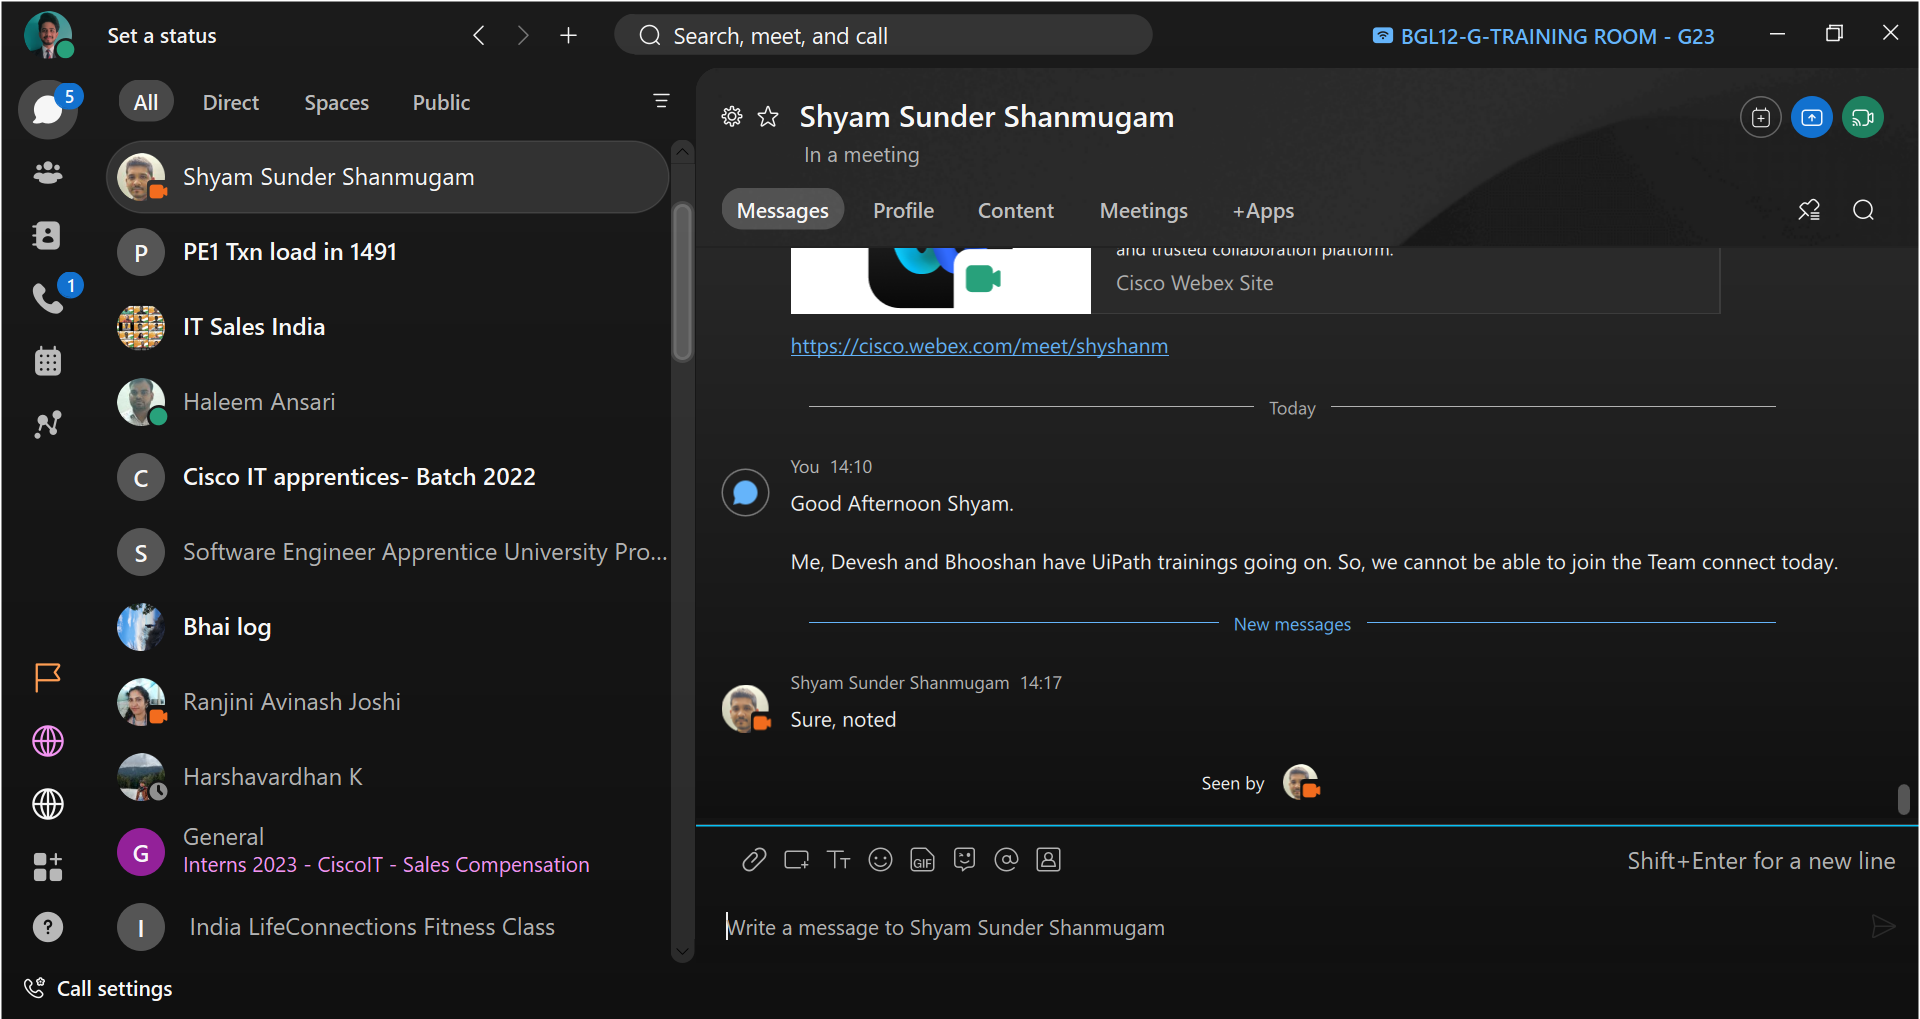 Set a status
Search, meet, and call
BGL12-G-TRAINING ROOM - G23
5
All
Direct
Spaces
Public
Shyam Sunder Shanmugam
P
PE1 Txn load in 1491
1
IT Sales India
Haleem Ansari
C
Cisco IT apprentices- Batch 2022
S
Software Engineer Apprentice University Pro...
Bhai log
Ranjini Avinash Joshi
Harshavardhan K
G
General
Interns 2023 - CiscoIT - Sales Compensation
I
India LifeConnections Fitness Class
?
Call settings
Shyam Sunder Shanmugam
In a meeting
Messages
Profile
Content
Meetings
+Apps
and trusted collaboration platform.
Cisco Webex Site
https://cisco.webex.com/meet/shyshanm
Today
You 14:10
Good Afternoon Shyam.
Me, Devesh and Bhooshan have UiPath trainings going on. So, we cannot be able to join the Team connect today.
New messages
Shyam Sunder Shanmugam 14:17
Sure, noted
Seen by
Tт
GIF
@
Shift+Enter for a new line
Write a message to Shyam Sunder Shanmugam